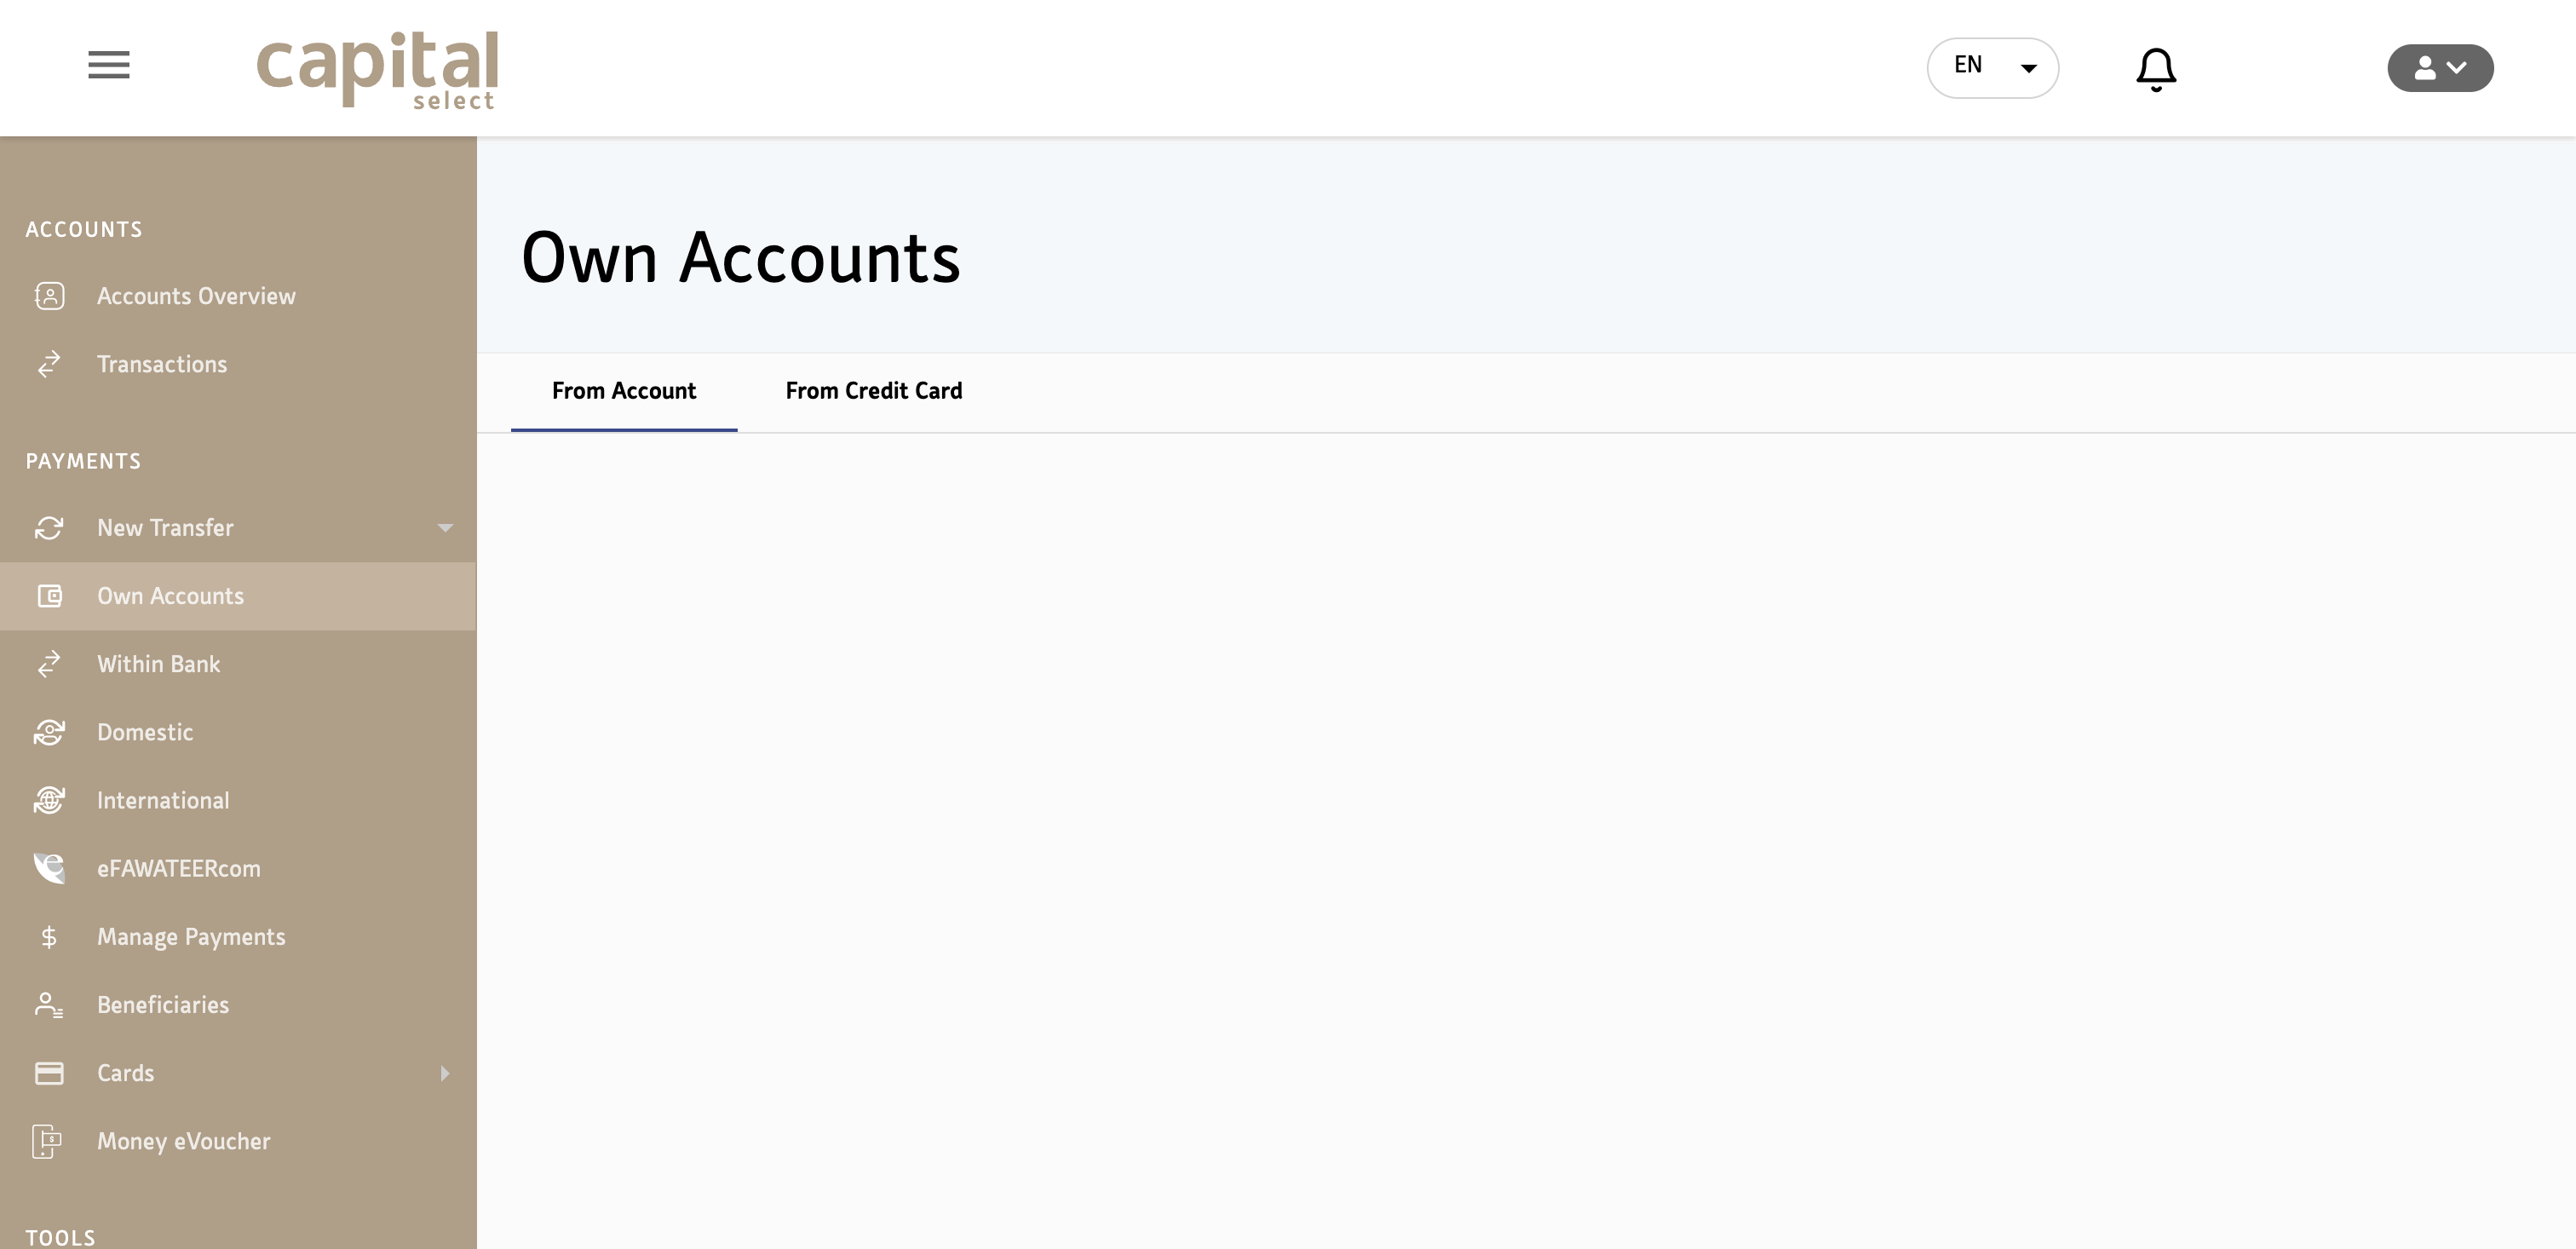 capital
select
EN
ACCOUNTS
Accounts Overview
Transactions
PAYMENTS
New Transfer
Own Accounts
Within Bank
Domestic
International
eFAWATEERcom
Manage Payments
Beneficiaries
Cards
Money eVoucher
TOOLS
Own Accounts
From Account
From Credit Card